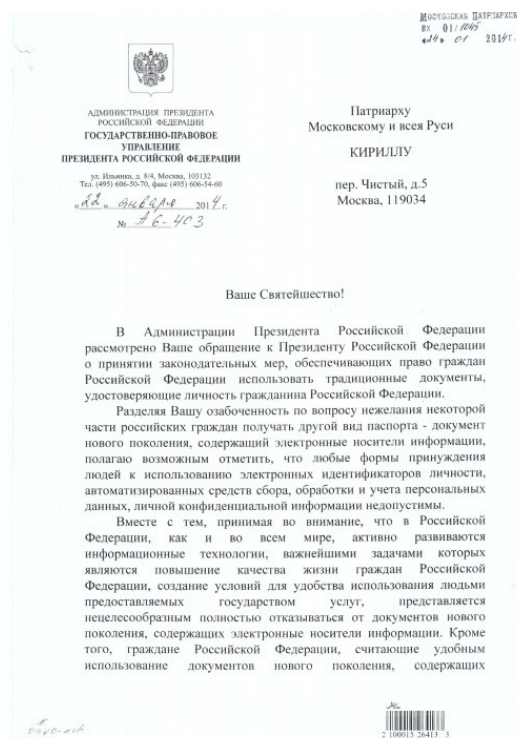 МОСКОВСКАЯ ПАТРИАРХИЯ
ВХ 01/1045
«24» 01 2014г.
АДМИНИСТРАЦИЯ ПРЕЗИДЕНТА
РОССИЙСКОЙ ФЕДЕРАЦИИ
ГОСУДАРСТВЕННО-ПРАВОВОЕ
УПРАВЛЕНИЕ
ПРЕЗИДЕНТА РОССИЙСКОЙ ФЕДЕРАЦИИ
ул. Ильинка, д. 8/4, Москва, 103132
Тел. (495) 606-50-70, факс (495) 606-54-60
«22» января 2014 г.
№ А6-403
Патриарху
Московскому и всея Руси
КИРИЛЛУ
пер. Чистый, д.5
Москва, 119034
Ваше Святейшество!
В Администрации Президента Российской Федерации
рассмотрено Ваше обращение к Президенту Российской Федерации
о принятии законодательных мер, обеспечивающих право граждан
Российской Федерации использовать традиционные документы,
удостоверяющие личность гражданина Российской Федерации.
Разделяя Вашу озабоченность по вопросу нежелания некоторой
части российских граждан получать другой вид паспорта - документ
нового поколения, содержащий электронные носители информации,
полагаю возможным отметить, что любые формы принуждения
людей к использованию электронных идентификаторов личности,
автоматизированных средств сбора, обработки и учета персональных
данных, личной конфиденциальной информации недопустимы.
Вместе с тем, принимая во внимание, что в Российской
Федерации, как и во всем мире, активно развиваются
информационные технологии, важнейшими задачами которых
являются повышение качества жизни граждан Российской
Федерации, создание условий для удобства использования людьми
предоставляемых государством услуг, представляется
нецелесообразным полностью отказываться от документов нового
поколения, содержащих электронные носители информации. Кроме
того, граждане Российской Федерации, считающие удобным
использование документов нового поколения, содержащих
2 100015 26413 3